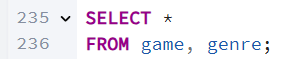 235 SELECT *
236 FROM game, genre;